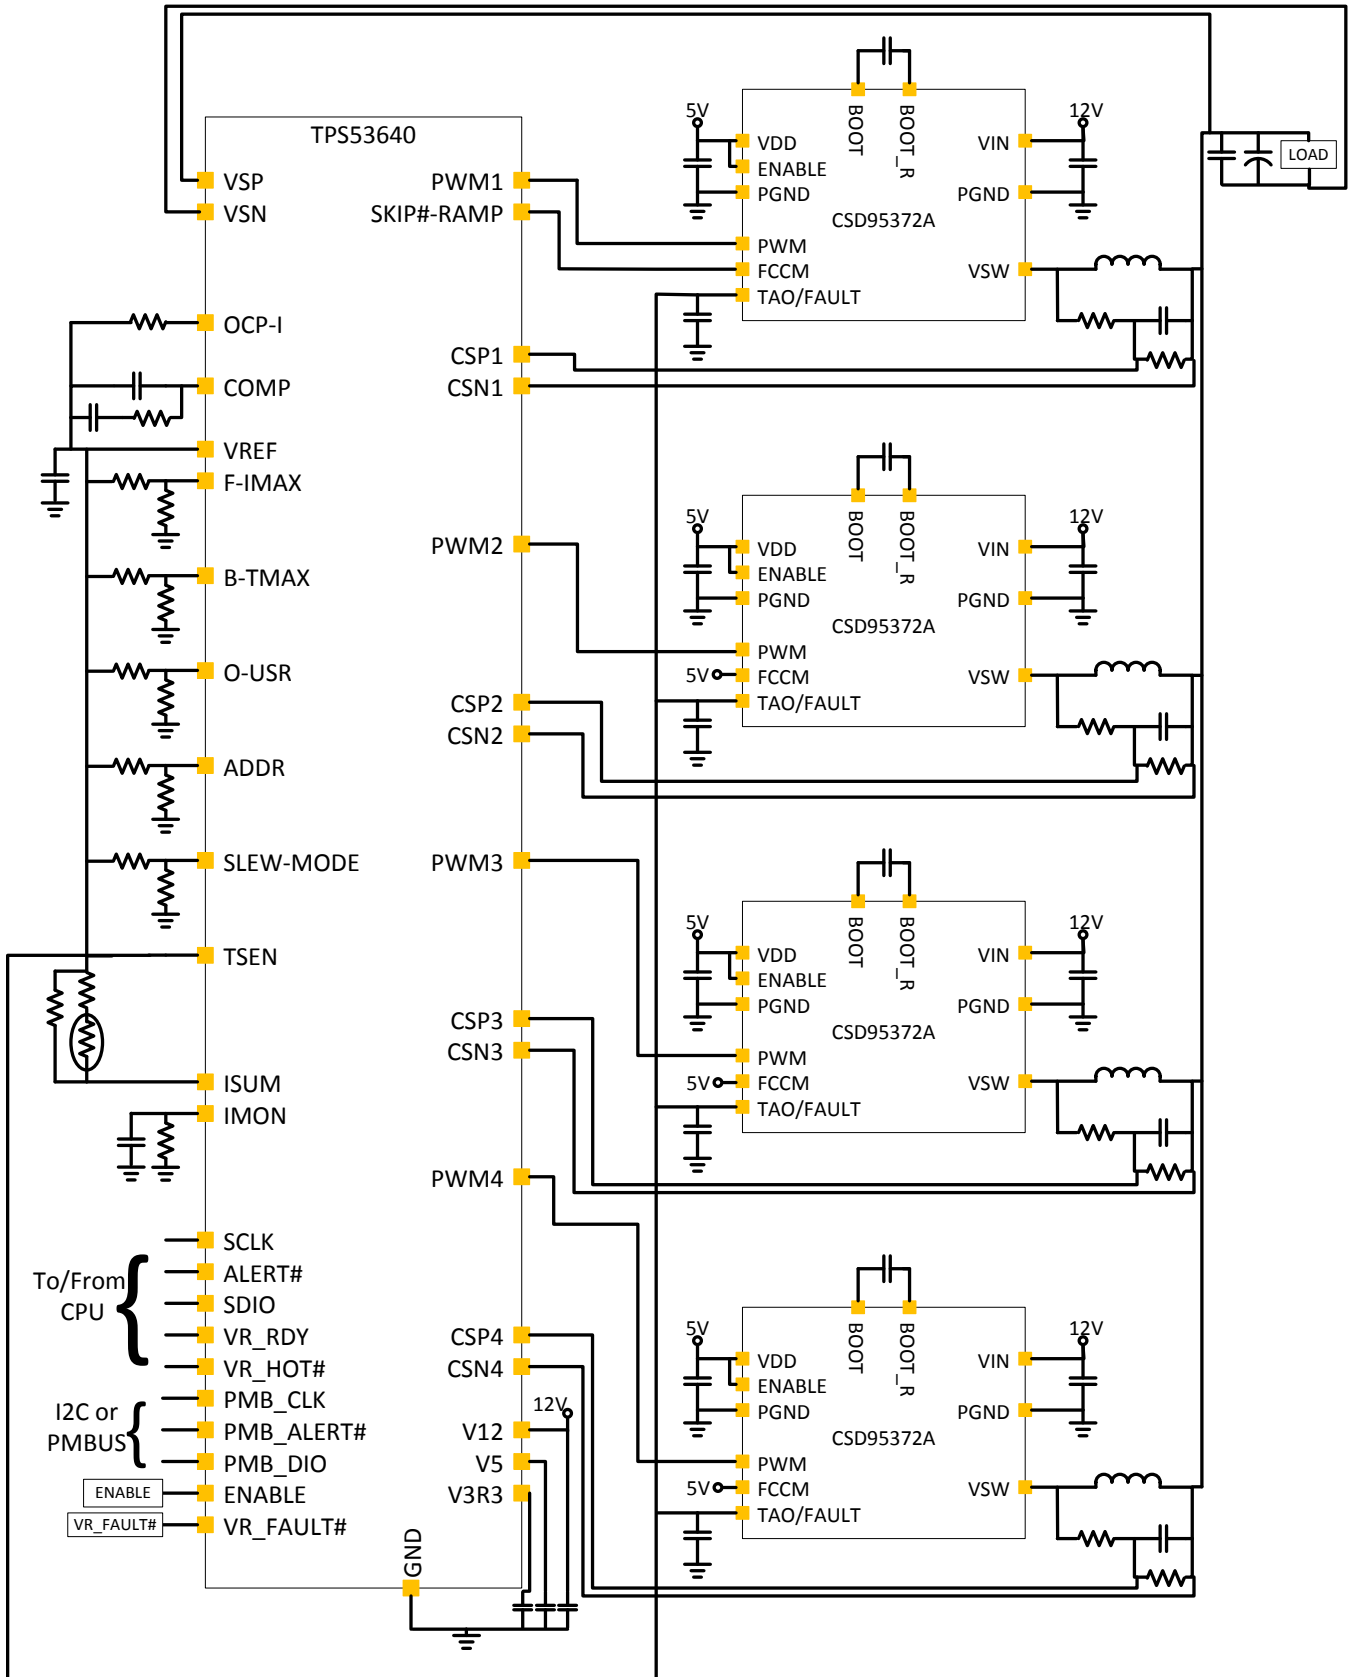 TPS53640
VSP
VSN
OCP-I
COMP
VREF
F-IMAX
B-TMAX
O-USR
ADDR
SLEW-MODE
TSEN
ISUM
IMON
SCLK
ALERT#
SDIO
VR_RDY
VR_HOT#
PMB_CLK
PMB_ALERT#
PMB_DIO
ENABLE
VR_FAULT#
To/From
CPU
I2C or
PMBUS
ENABLE
VR_FAULT#
PWM1
SKIP#-RAMP
CSP1
CSN1
PWM2
CSP2
CSN2
PWM3
CSP3
CSN3
PWM4
CSP4
CSN4
12V
V12
V5
V3R3
GND
5V
BOOT
BOOT_R
12V
VDD
ENABLE
PGND
VIN
PGND
CSD95372A
PWM
FCCM
TAO/FAULT
VSW
LOAD
5V
BOOT
BOOT_R
12V
VDD
ENABLE
PGND
VIN
PGND
CSD95372A
PWM
5V
FCCM
TAO/FAULT
VSW
5V
BOOT
BOOT_R
12V
VDD
ENABLE
PGND
VIN
PGND
CSD95372A
PWM
5V
FCCM
TAO/FAULT
VSW
5V
BOOT
BOOT_R
12V
VDD
ENABLE
PGND
VIN
PGND
CSD95372A
PWM
5V
FCCM
TAO/FAULT
VSW